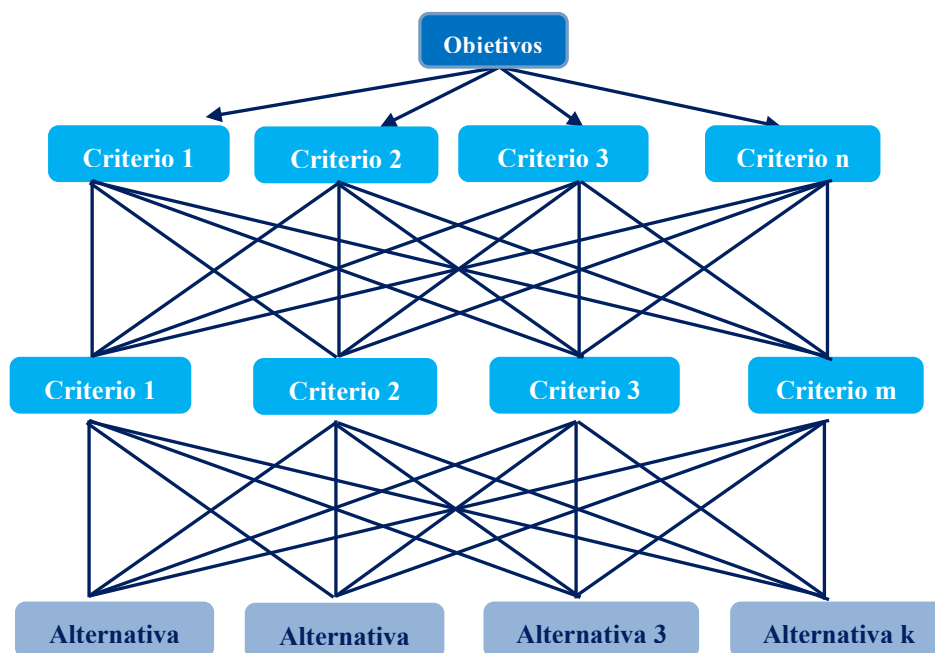 Objetivos
Criterio 1
Criterio 2
Criterio 3
Criterio n
Criterio 1
Criterio 2
Criterio 3
Criterio m
Alternativa
Alternativa
Alternativa 3
Alternativa k